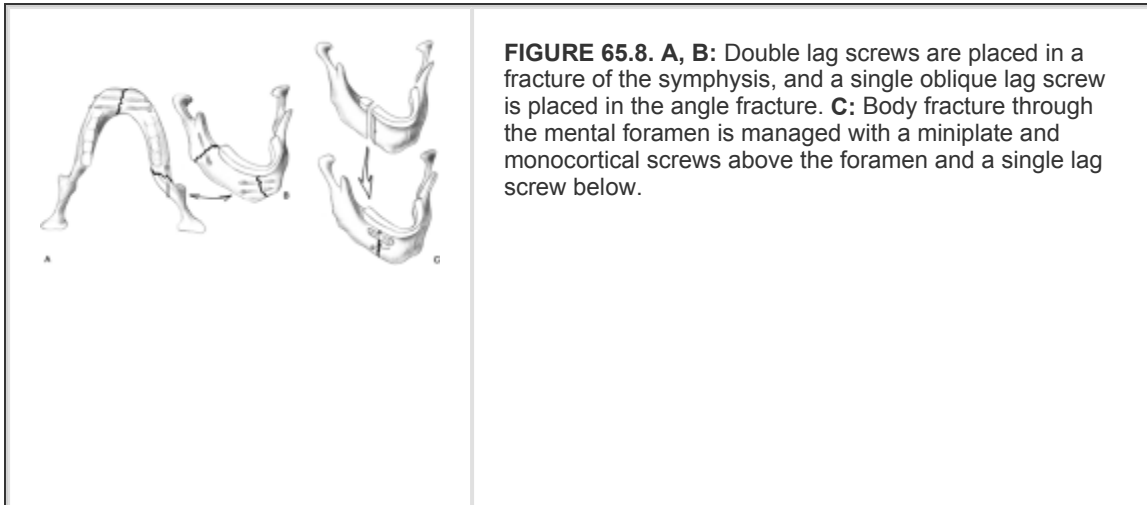 FIGURE 65.8. A, B: Double lag screws are placed in a
fracture of the symphysis, and a single oblique lag screw
is placed in the angle fracture. C: Body fracture through
the mental foramen is managed with a miniplate and
monocortical screws above the foramen and a single lag
screw below.
A
B
C